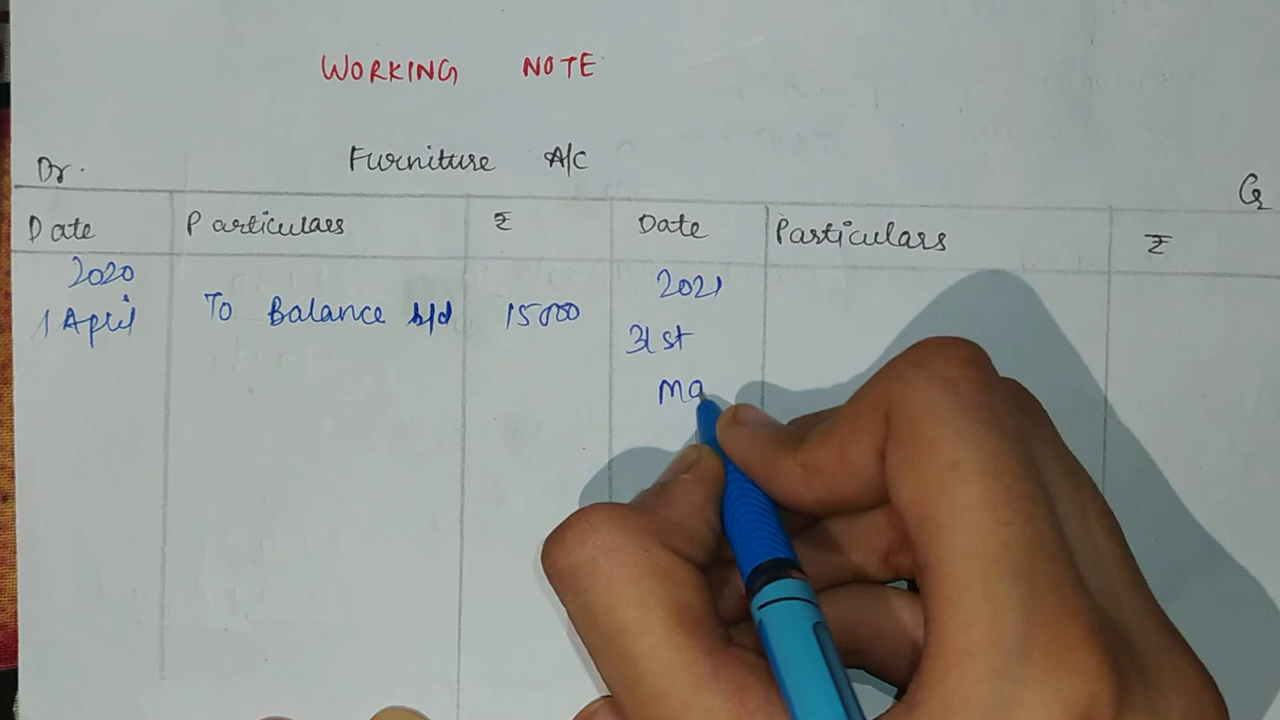 WORKING NOTE
Furniture A/C
Dr.
Cr
Date Particulars ₹ Date Particulars ₹
2020 2021
1 April To Balance b/d 15000 31st
Ma